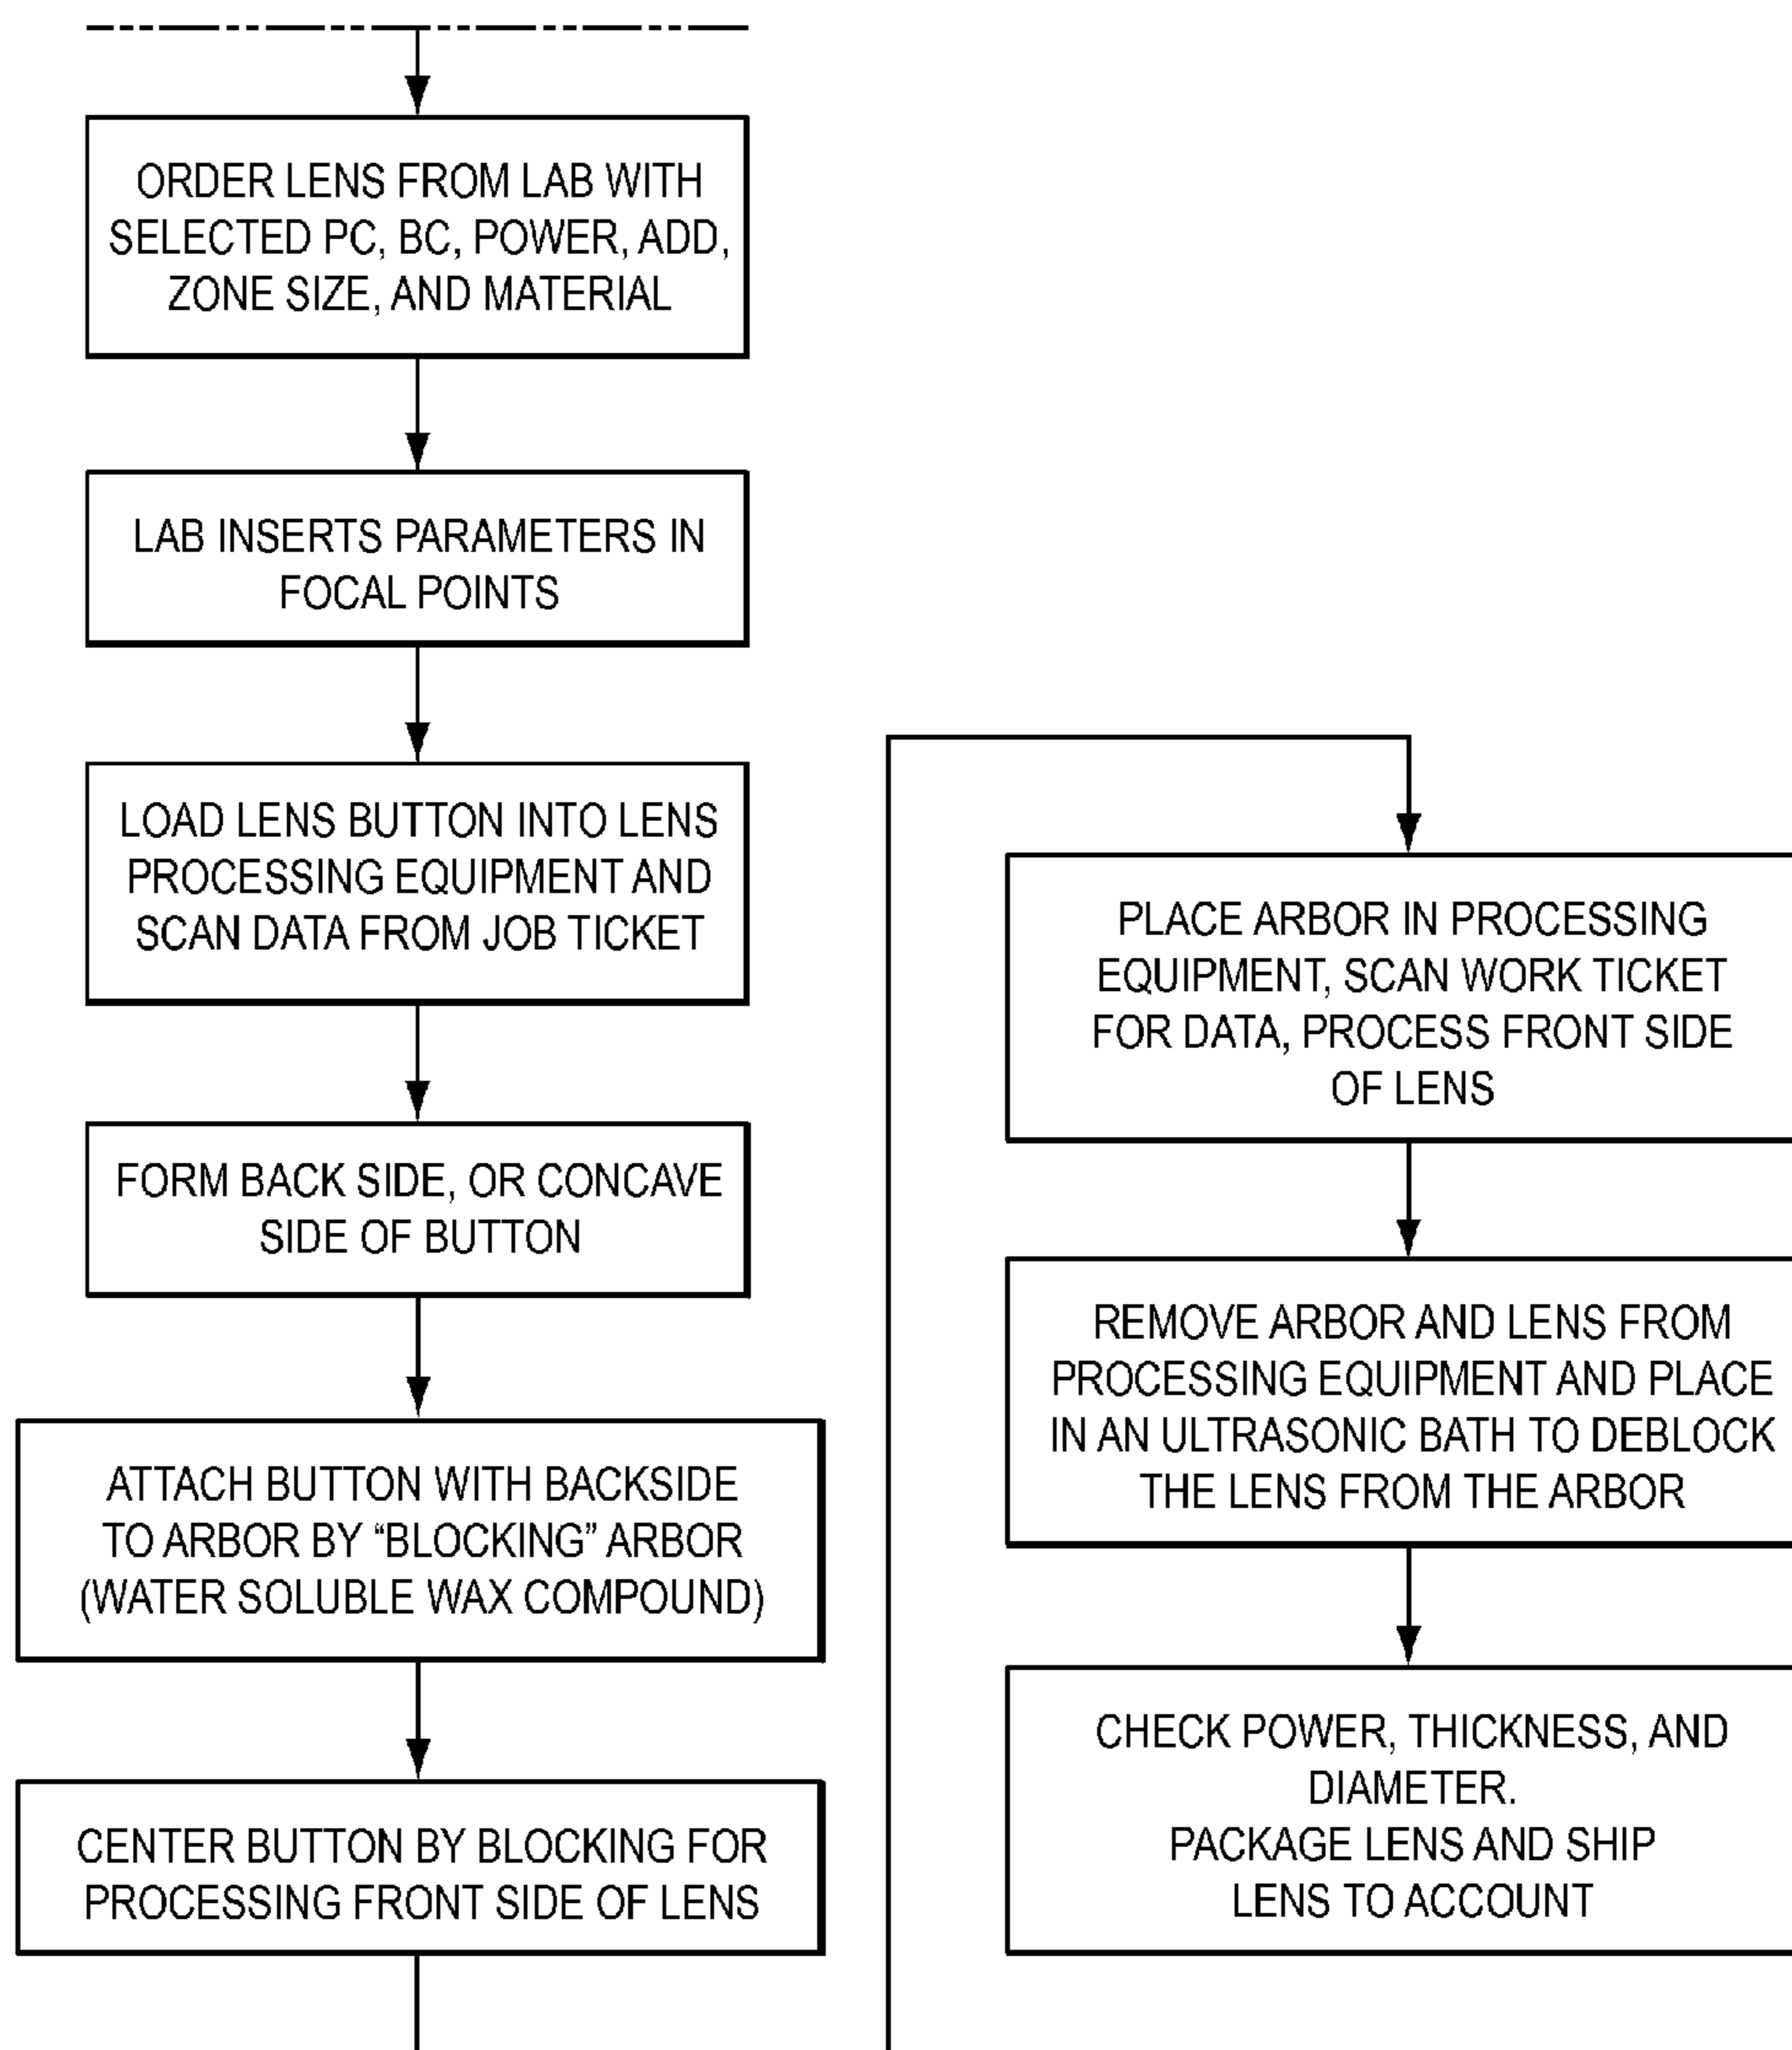 ORDER LENS FROM LAB WITH
SELECTED PC, BC, POWER, ADD,
ZONE SIZE, AND MATERIAL
LAB INSERTS PARAMETERS IN
FOCAL POINTS
LOAD LENS BUTTON INTO LENS
PROCESSING EQUIPMENT AND
SCAN DATA FROM JOB TICKET
FORM BACK SIDE, OR CONCAVE
SIDE OF BUTTON
ATTACH BUTTON WITH BACKSIDE
TO ARBOR BY “BLOCKING” ARBOR
(WATER SOLUBLE WAX COMPOUND)
CENTER BUTTON BY BLOCKING FOR
PROCESSING FRONT SIDE OF LENS
PLACE ARBOR IN PROCESSING
EQUIPMENT, SCAN WORK TICKET
FOR DATA, PROCESS FRONT SIDE
OF LENS
REMOVE ARBOR AND LENS FROM
PROCESSING EQUIPMENT AND PLACE
IN AN ULTRASONIC BATH TO DEBLOCK
THE LENS FROM THE ARBOR
CHECK POWER, THICKNESS, AND
DIAMETER.
PACKAGE LENS AND SHIP
LENS TO ACCOUNT